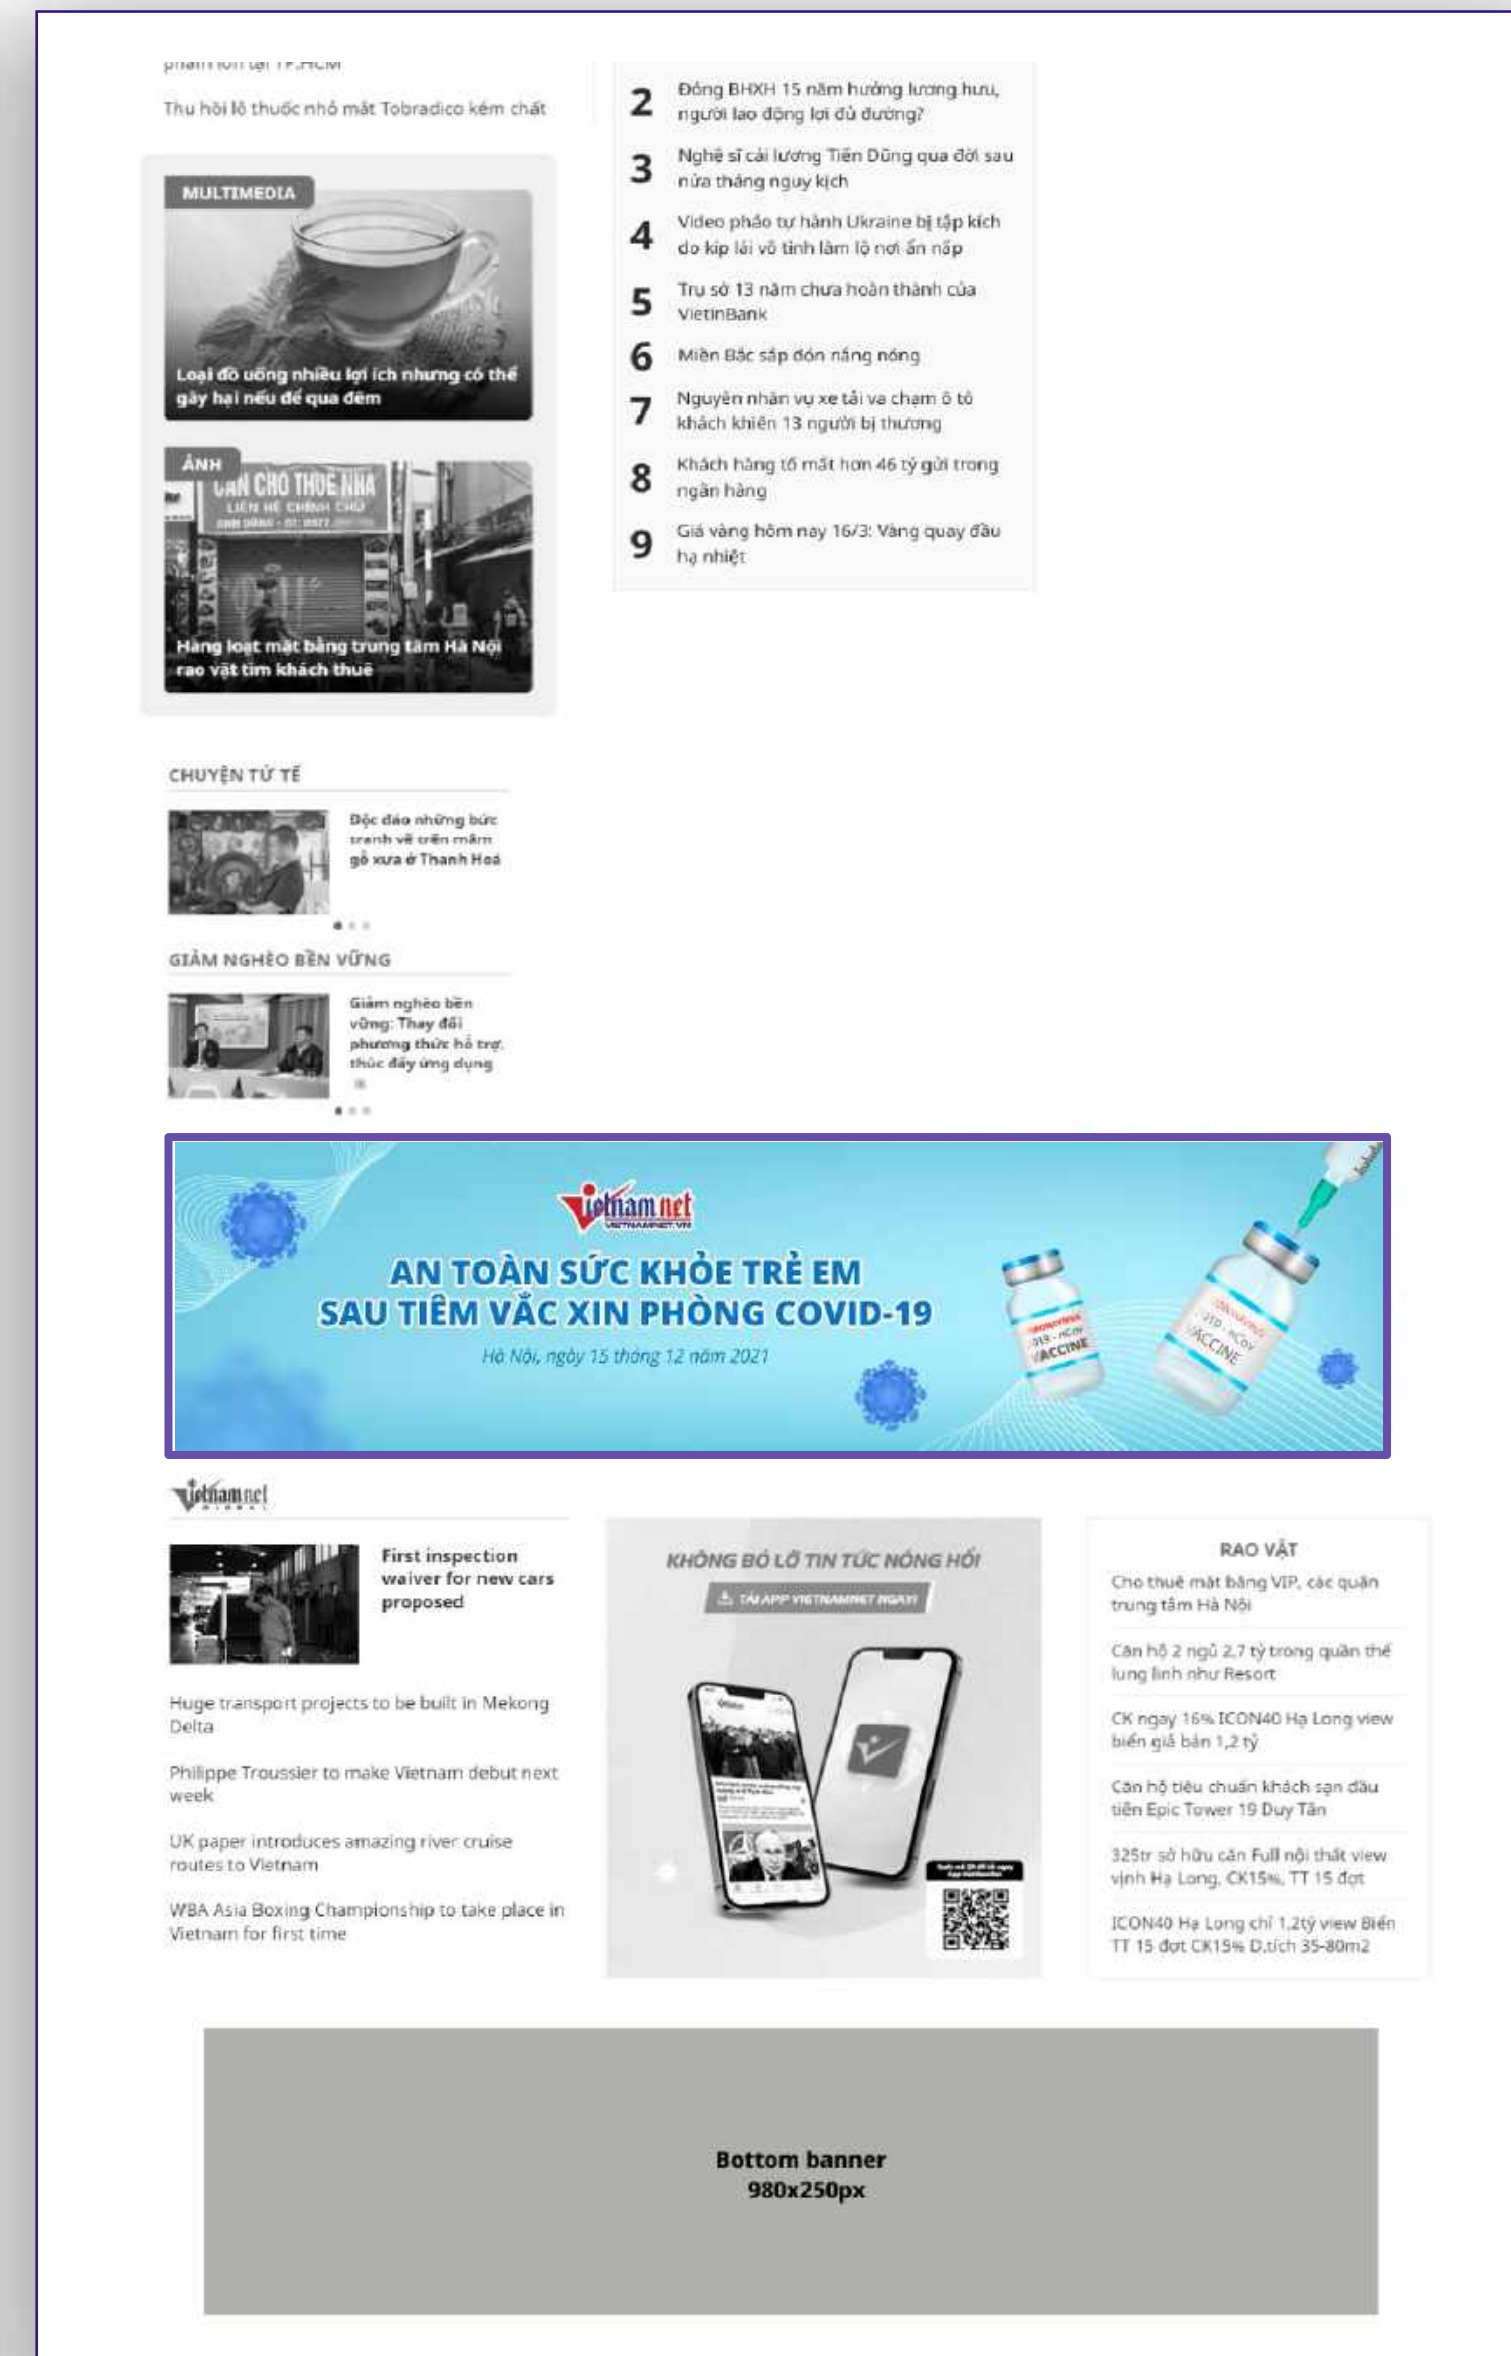 phẩm lớn tại TP.HCM
Thu hồi lô thuốc nhỏ mắt Tobradico kém chất
MULTIMEDIA
Loại đồ uống nhiều lợi ích nhưng có thể
gây hại nếu để qua đêm
ẢNH
CẦN CHO THUÊ NHÀ
LIÊN HỆ CHÍNH CHỦ
Hàng loạt mặt bằng trung tâm Hà Nội
rao vặt tìm khách thuê
2
Đóng BHXH 15 năm hưởng lương hưu,
người lao động lợi đủ đường?
3
Nghệ sĩ cải lương Tiến Dũng qua đời sau
nửa tháng nguy kịch
4
Video pháo tự hành Ukraine bị tập kích
do kíp lái vô tình làm lộ nơi ẩn nấp
5
Trụ sở 13 năm chưa hoàn thành của
VietinBank
6
Miền Bắc sắp đón nắng nóng
7
Nguyên nhân vụ xe tải va chạm ô tô
khách khiến 13 người bị thương
8
Khách hàng tố mất hơn 46 tỷ gửi trong
ngân hàng
9
Giá vàng hôm nay 16/3: Vàng quay đầu
hạ nhiệt
CHUYỆN TỬ TẾ
Độc đáo những bức
tranh vẽ trên mâm
gỗ xưa ở Thanh Hoá
GIẢM NGHÈO BỀN VỮNG
Giảm nghèo bền
vững: Thay đổi
phương thức hỗ trợ,
thúc đẩy ứng dụng
Vietnamnet
VIETNAMNET.VN
AN TOÀN SỨC KHỎE TRẺ EM
SAU TIÊM VẮC XIN PHÒNG COVID-19
Hà Nội, ngày 15 tháng 12 năm 2021
CORONAVIRUS
2019 - nCov
VACCINE
CORONAVIRUS
2019 - nCov
VACCINE
Vietnamnet
GLOBAL
First inspection
waiver for new cars
proposed
Huge transport projects to be built in Mekong
Delta
Philippe Troussier to make Vietnam debut next
week
UK paper introduces amazing river cruise
routes to Vietnam
WBA Asia Boxing Championship to take place in
Vietnam for first time
KHÔNG BỎ LỠ TIN TỨC NÓNG HỔI
TẢI APP VIETNAMNET NGAY!
RAO VẶT
Cho thuê mặt bằng VIP, các quận
trung tâm Hà Nội
Căn hộ 2 ngủ 2,7 tỷ trong quần thể
lung linh như Resort
CK ngay 16% ICON40 Hạ Long view
biển giá bán 1,2 tỷ
Căn hộ tiêu chuẩn khách sạn đầu
tiên Epic Tower 19 Duy Tân
325tr sở hữu căn Full nội thất view
vịnh Hạ Long, CK15%, TT 15 đợt
ICON40 Hạ Long chỉ 1,2tỷ view Biển
TT 15 đợt CK15% D.tích 35-80m2
Bottom banner
980x250px